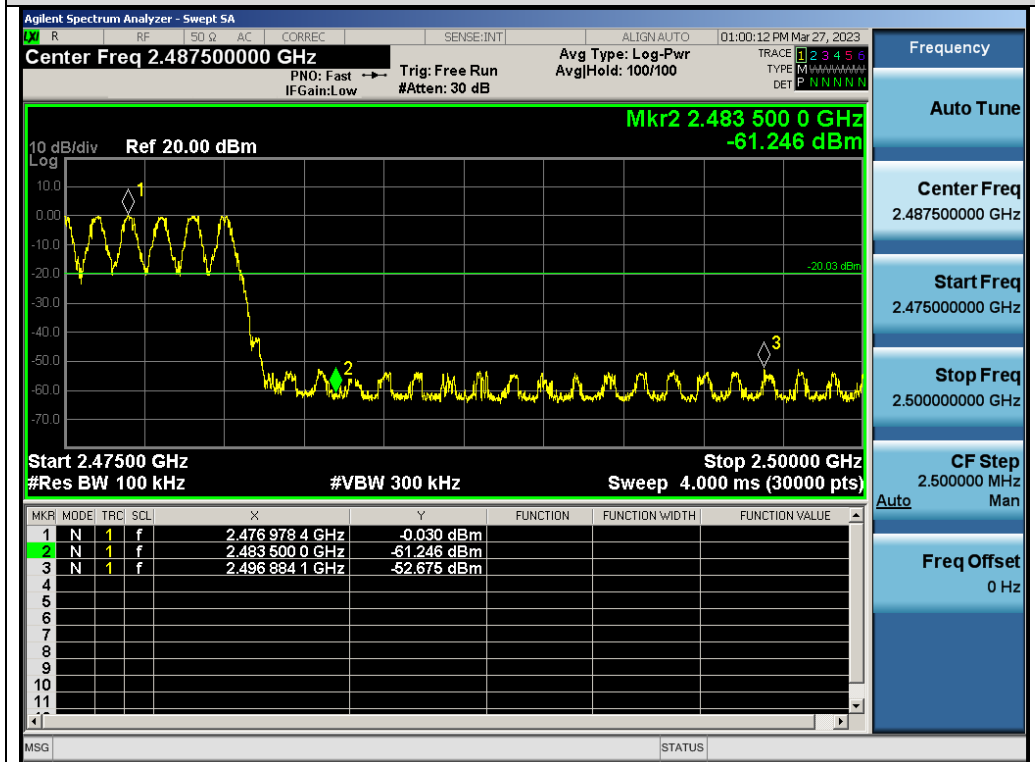 Agilent Spectrum Analyzer - Swept SA
LXI R RF 50 Ω AC CORREC SENSE:INT ALIGN AUTO 01:00:12 PM Mar 27, 2023
Center Freq 2.487500000 GHz
PNO: Fast
IFGain:Low
Trig: Free Run
#Atten: 30 dB
Avg Type: Log-Pwr
Avg|Hold: 100/100
TRACE 1 2 3 4 5 6
TYPE M
DET P N N N N N
Frequency
Auto Tune
Center Freq
2.487500000 GHz
Start Freq
2.475000000 GHz
Stop Freq
2.500000000 GHz
CF Step
2.500000 MHz
Auto Man
Freq Offset
0 Hz
Mkr2 2.483 500 0 GHz
-61.246 dBm
10 dB/div Ref 20.00 dBm
Log
10.0
0.00
-10.0
-20.0
-30.0
-40.0
-50.0
-60.0
-70.0
1
-20.03 dBm
3
2
Start 2.47500 GHz Stop 2.50000 GHz
#Res BW 100 kHz #VBW 300 kHz Sweep 4.000 ms (30000 pts)
MKR MODE TRC SCL X Y FUNCTION FUNCTION WIDTH FUNCTION VALUE
1 N 1 f 2.476 978 4 GHz -0.030 dBm
2 N 1 f 2.483 500 0 GHz -61.246 dBm
3 N 1 f 2.496 884 1 GHz -52.675 dBm
4
5
6
7
8
9
10
11
MSG STATUS